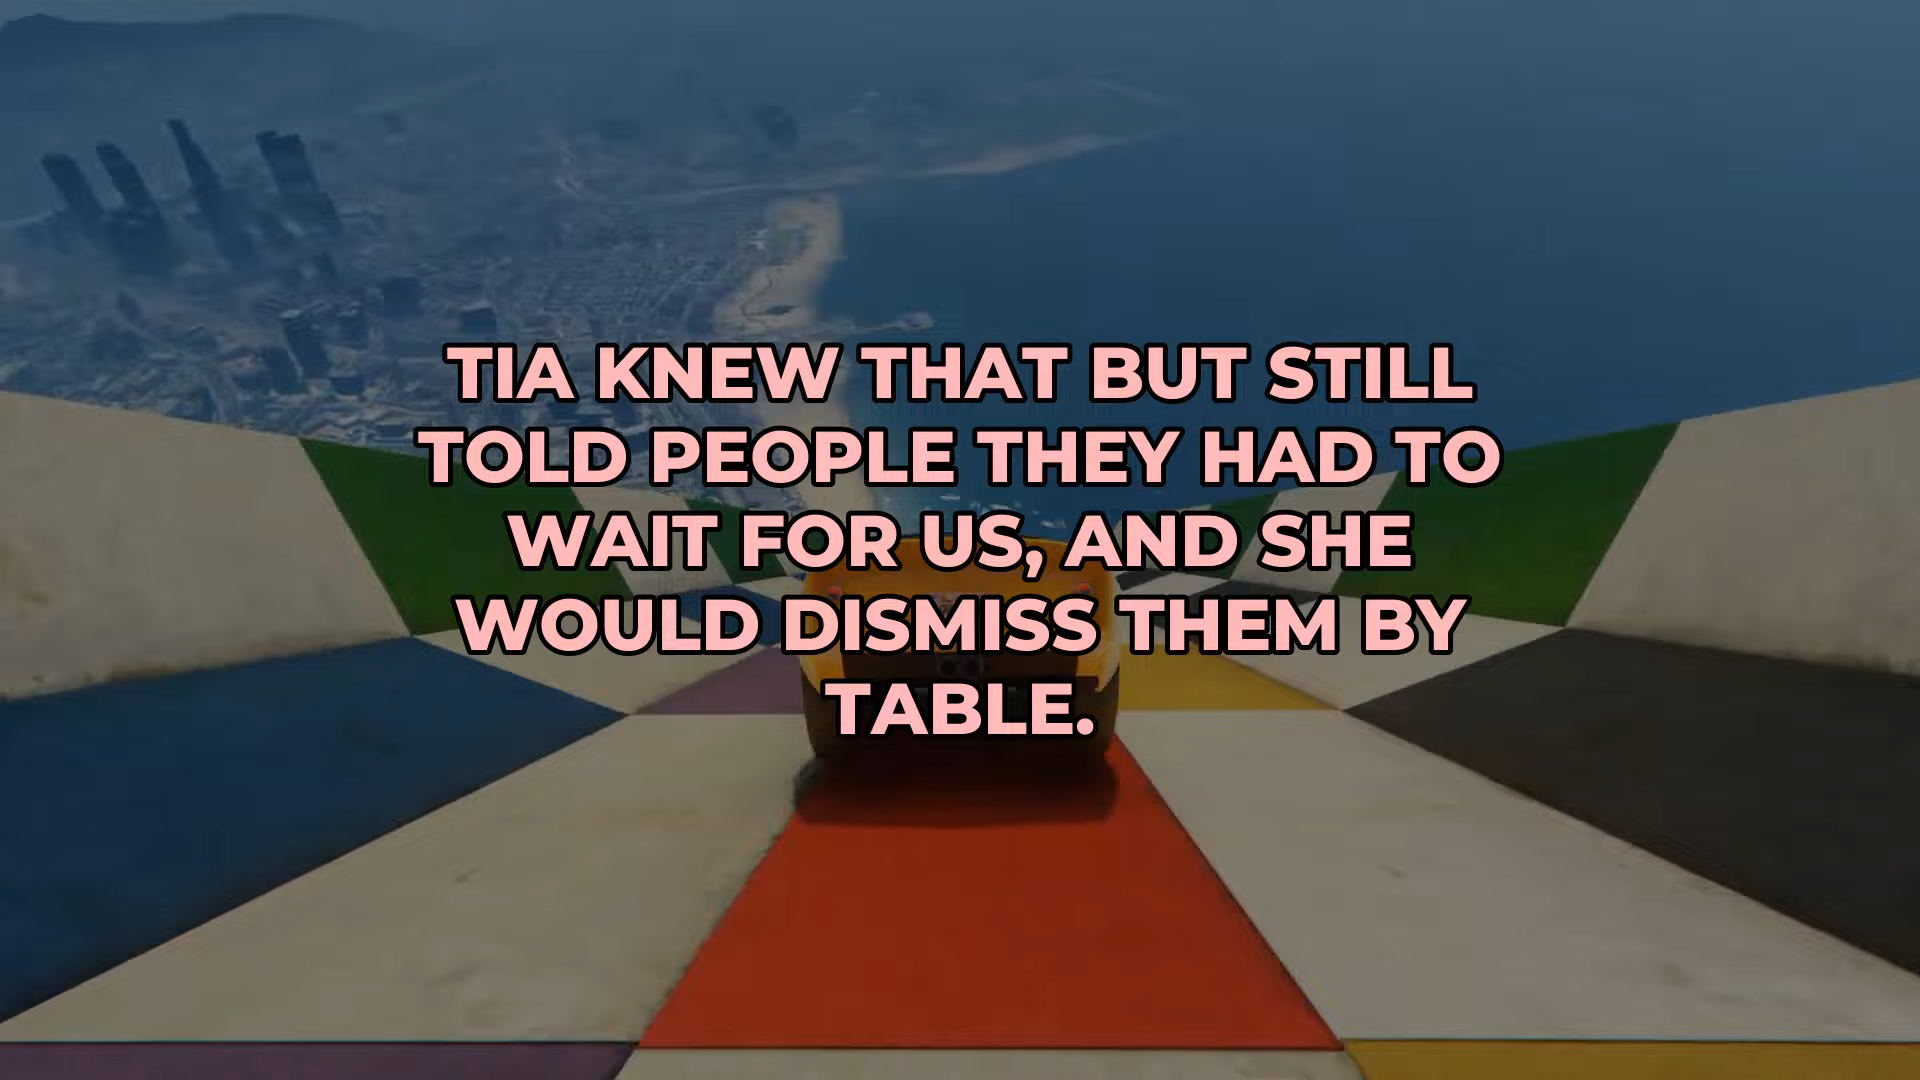 TIA KNEW THAT BUT STILL
TOLD PEOPLE THEY HAD TO
WAIT FOR US, AND SHE
WOULD DISMISS THEM BY
TABLE.